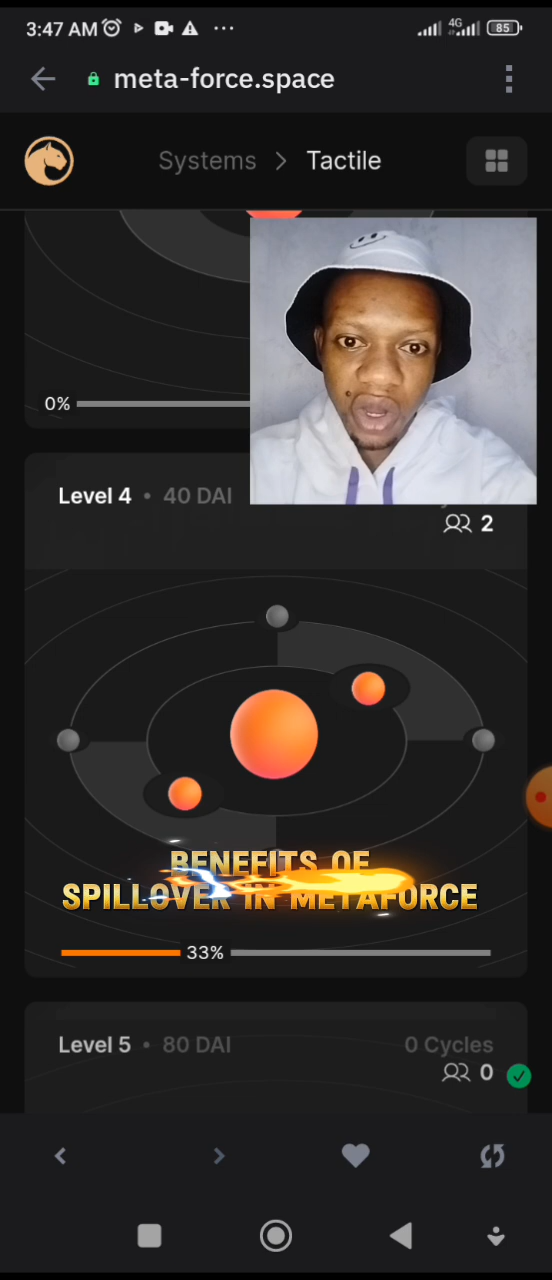 3:47 AM
4G
85
meta-force.space
Systems > Tactile
0%
Level 4 • 40 DAI
2
BENEFITS OF
SPILLOVER IN METAFORCE
33%
Level 5 • 80 DAI
0 Cycles
0